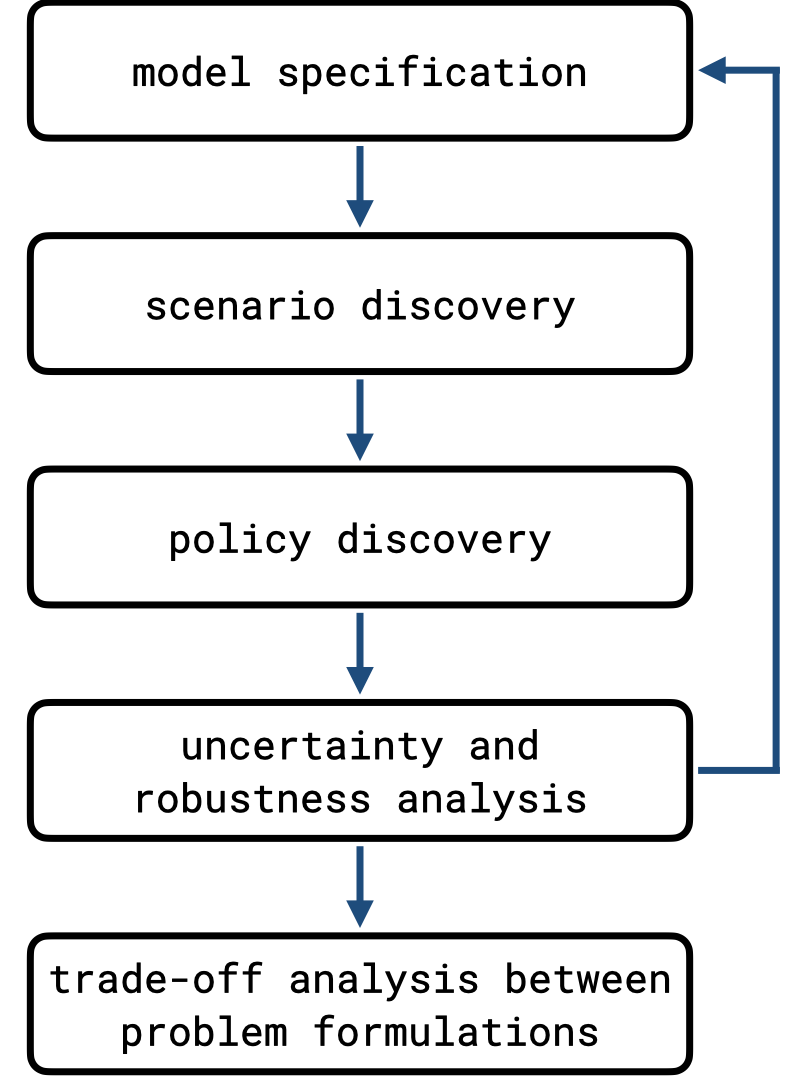 model specification
scenario discovery
policy discovery
uncertainty and
robustness analysis
trade-off analysis between
problem formulations